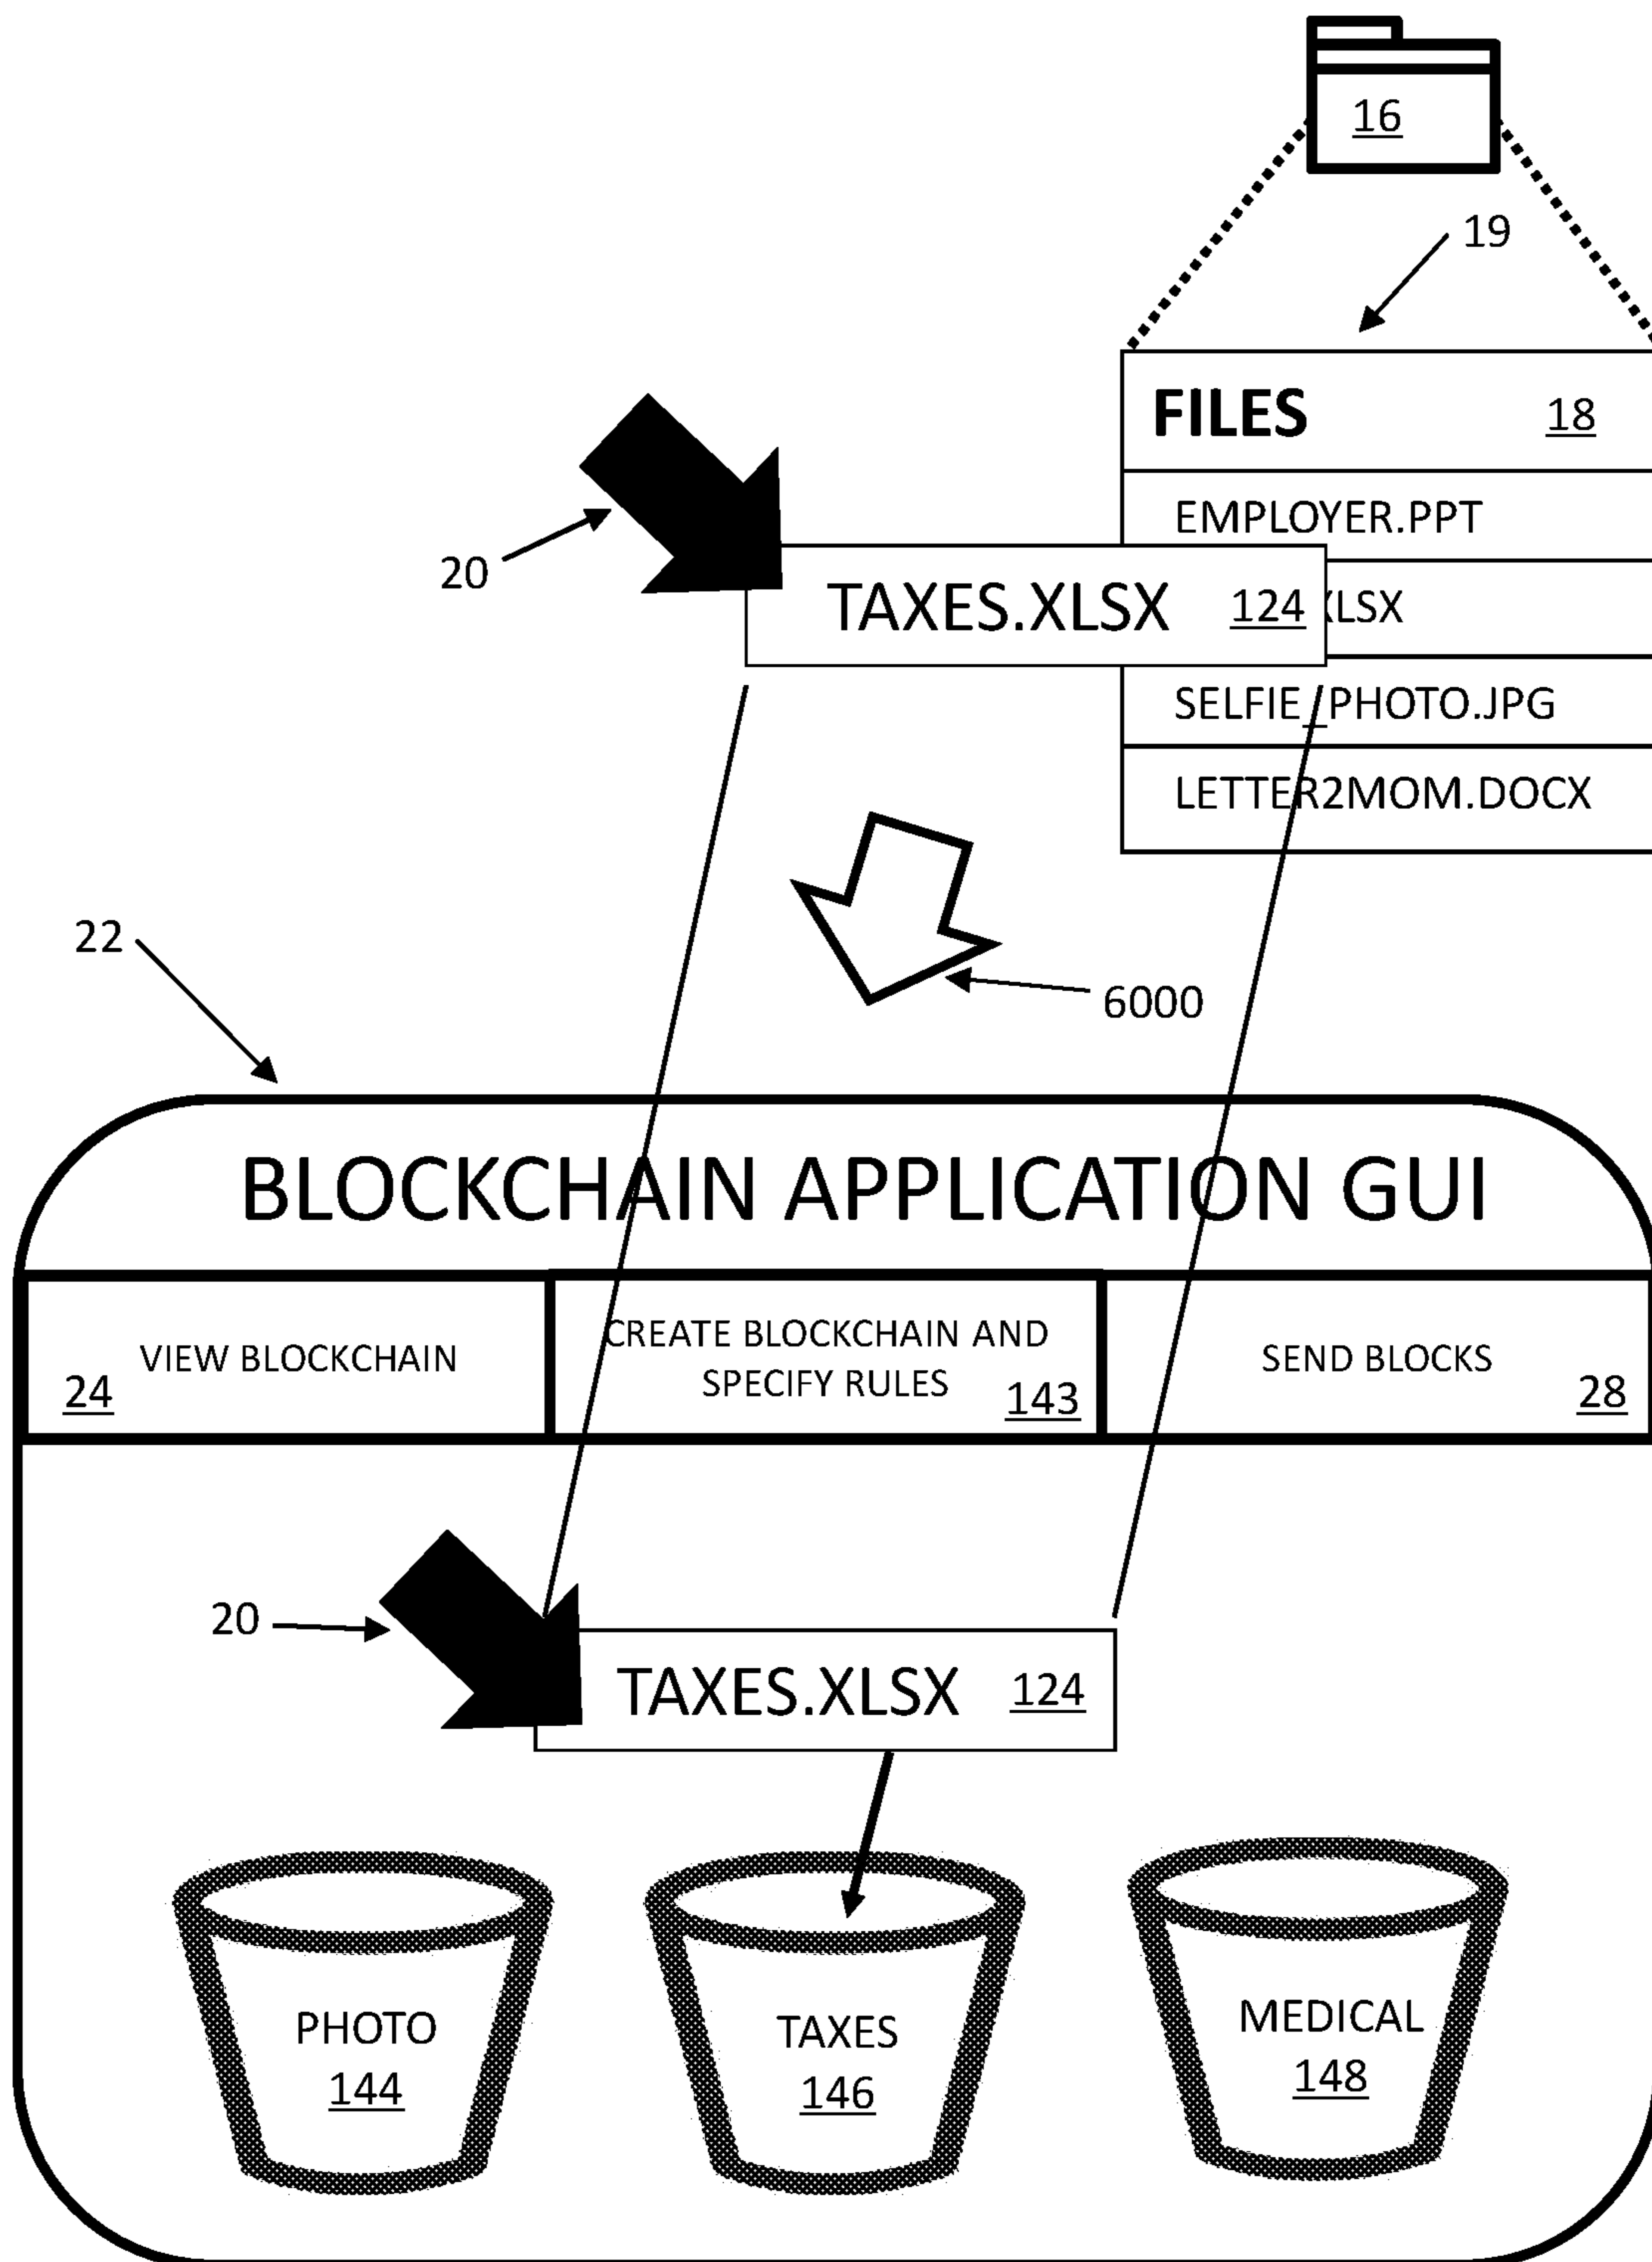 16
19
FILES 18
EMPLOYER.PPT
20
TAXES.XLSX 124 XLSX
SELFIE_PHOTO.JPG
LETTER2MOM.DOCX
22
6000
BLOCKCHAIN APPLICATION GUI
VIEW BLOCKCHAIN 24
CREATE BLOCKCHAIN AND
SPECIFY RULES 143
SEND BLOCKS 28
20
TAXES.XLSX 124
PHOTO
144
TAXES
146
MEDICAL
148